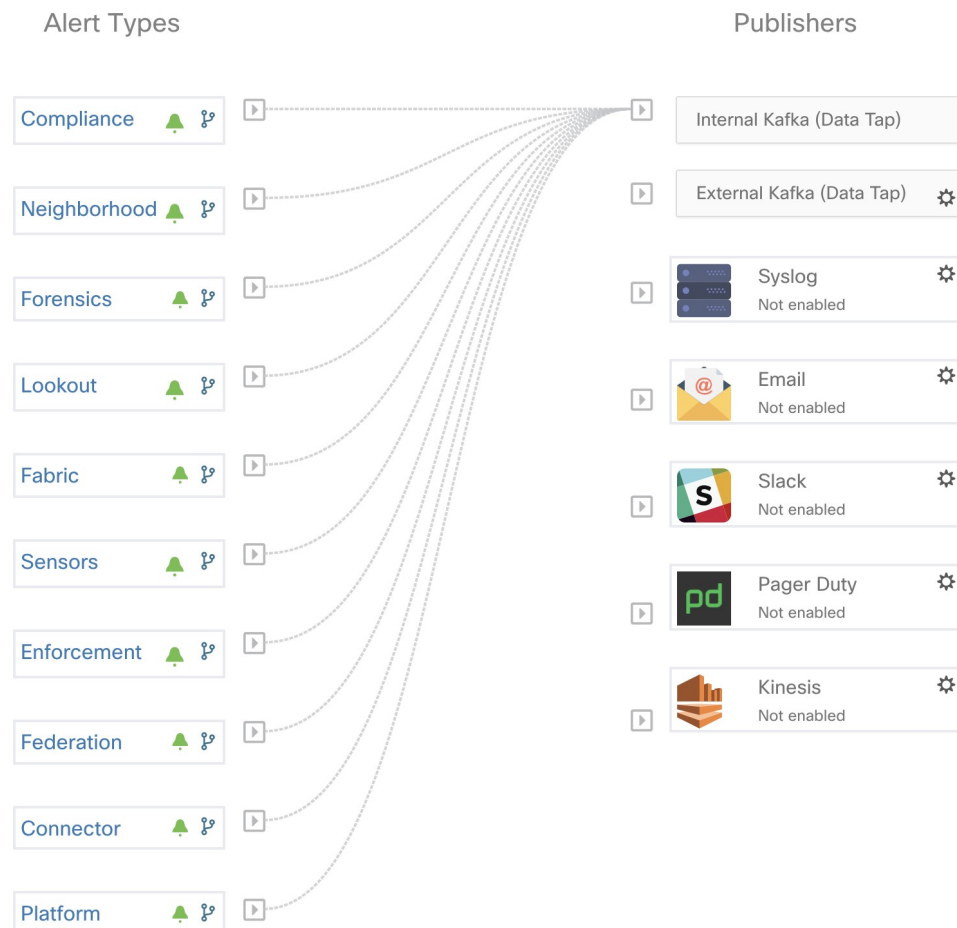 Alert Types
Publishers
Compliance
Neighborhood
Forensics
Lookout
Fabric
Sensors
Enforcement
Federation
Connector
Platform
Internal Kafka (Data Tap)
External Kafka (Data Tap)
Syslog
Not enabled
@
Email
Not enabled
S
Slack
Not enabled
pd
Pager Duty
Not enabled
Kinesis
Not enabled